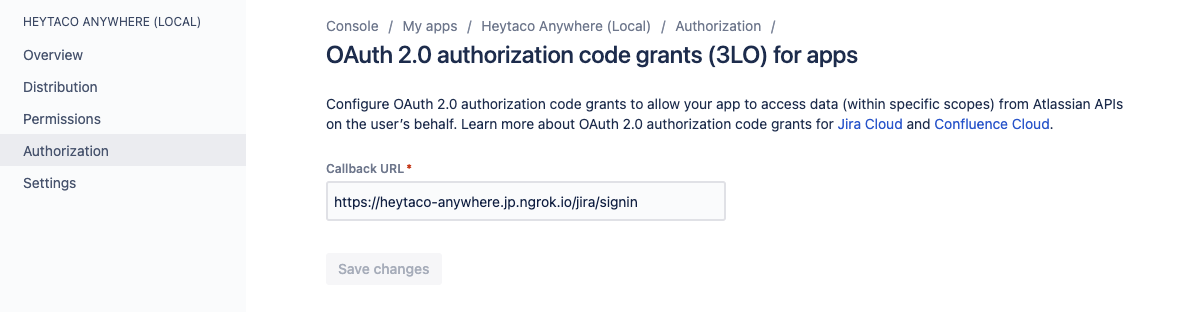 HEYTACO ANYWHERE (LOCAL)
Overview
Distribution
Permissions
Authorization
Settings
Console / My apps / Heytaco Anywhere (Local) / Authorization /
OAuth 2.0 authorization code grants (3LO) for apps
Configure OAuth 2.0 authorization code grants to allow your app to access data (within specific scopes) from Atlassian APIs
on the user’s behalf. Learn more about OAuth 2.0 authorization code grants for Jira Cloud and Confluence Cloud.
Callback URL*
https://heytaco-anywhere.jp.ngrok.io/jira/signin
Save changes